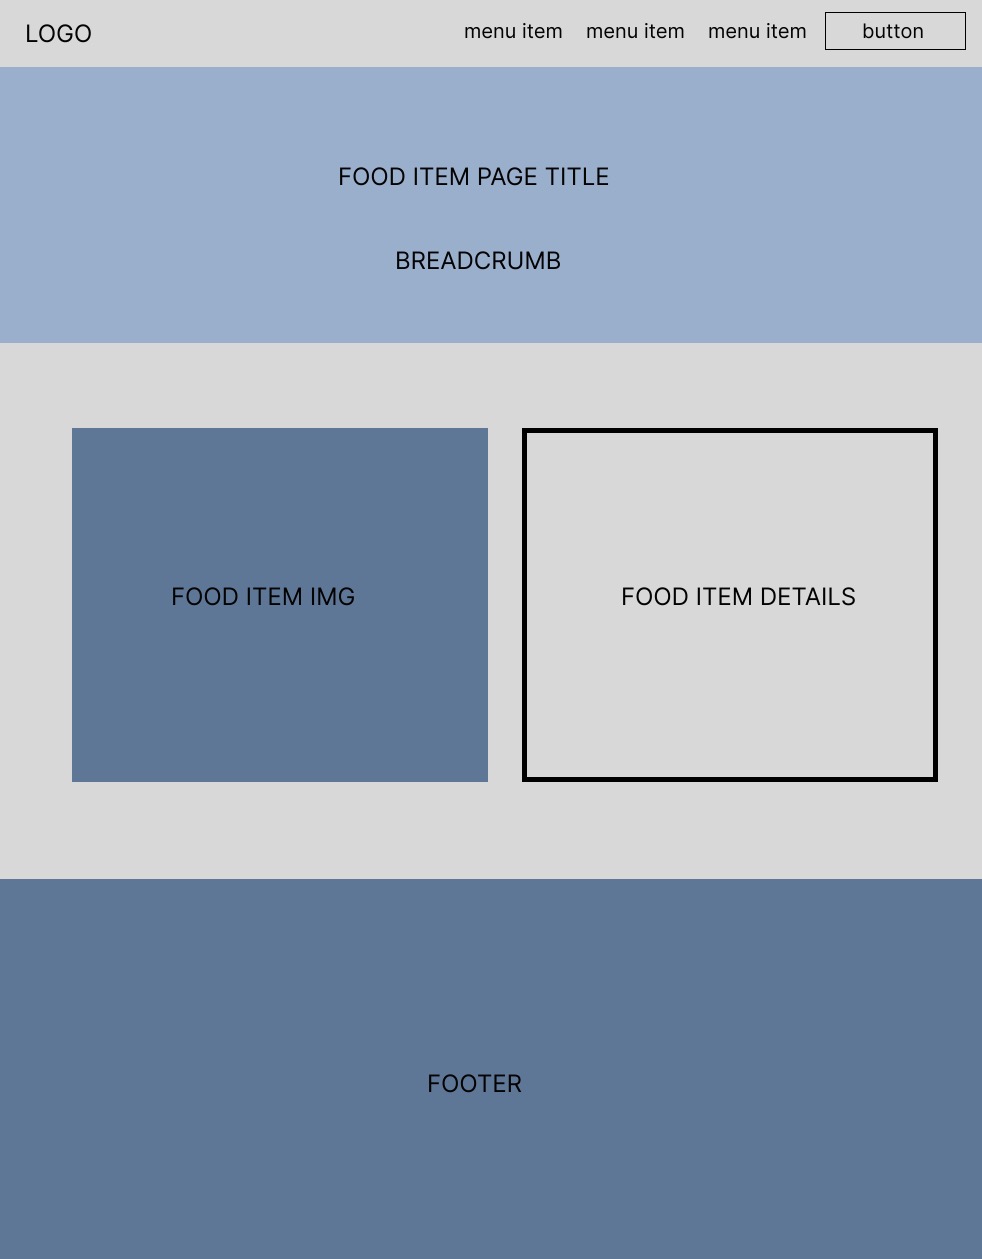 LOGO
menu item menu item menu item button
FOOD ITEM PAGE TITLE
BREADCRUMB
FOOD ITEM IMG
FOOD ITEM DETAILS
FOOTER